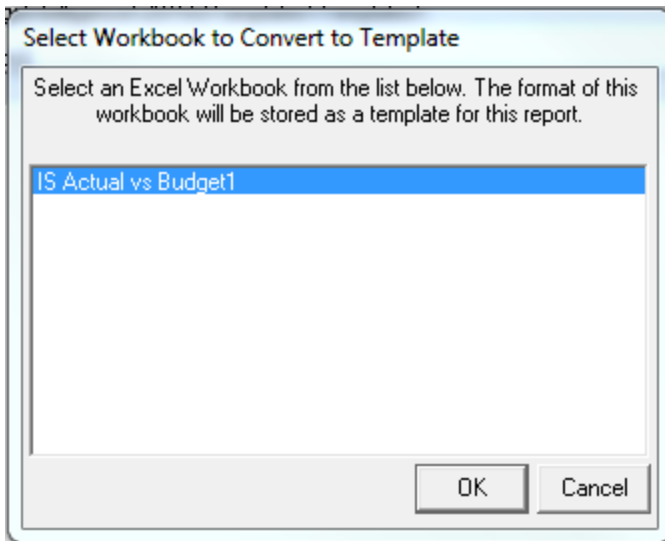 Select Workbook to Convert to Template
Select an Excel Workbook from the list below. The format of this
workbook will be stored as a template for this report.
IS Actual vs Budget1
OK
Cancel